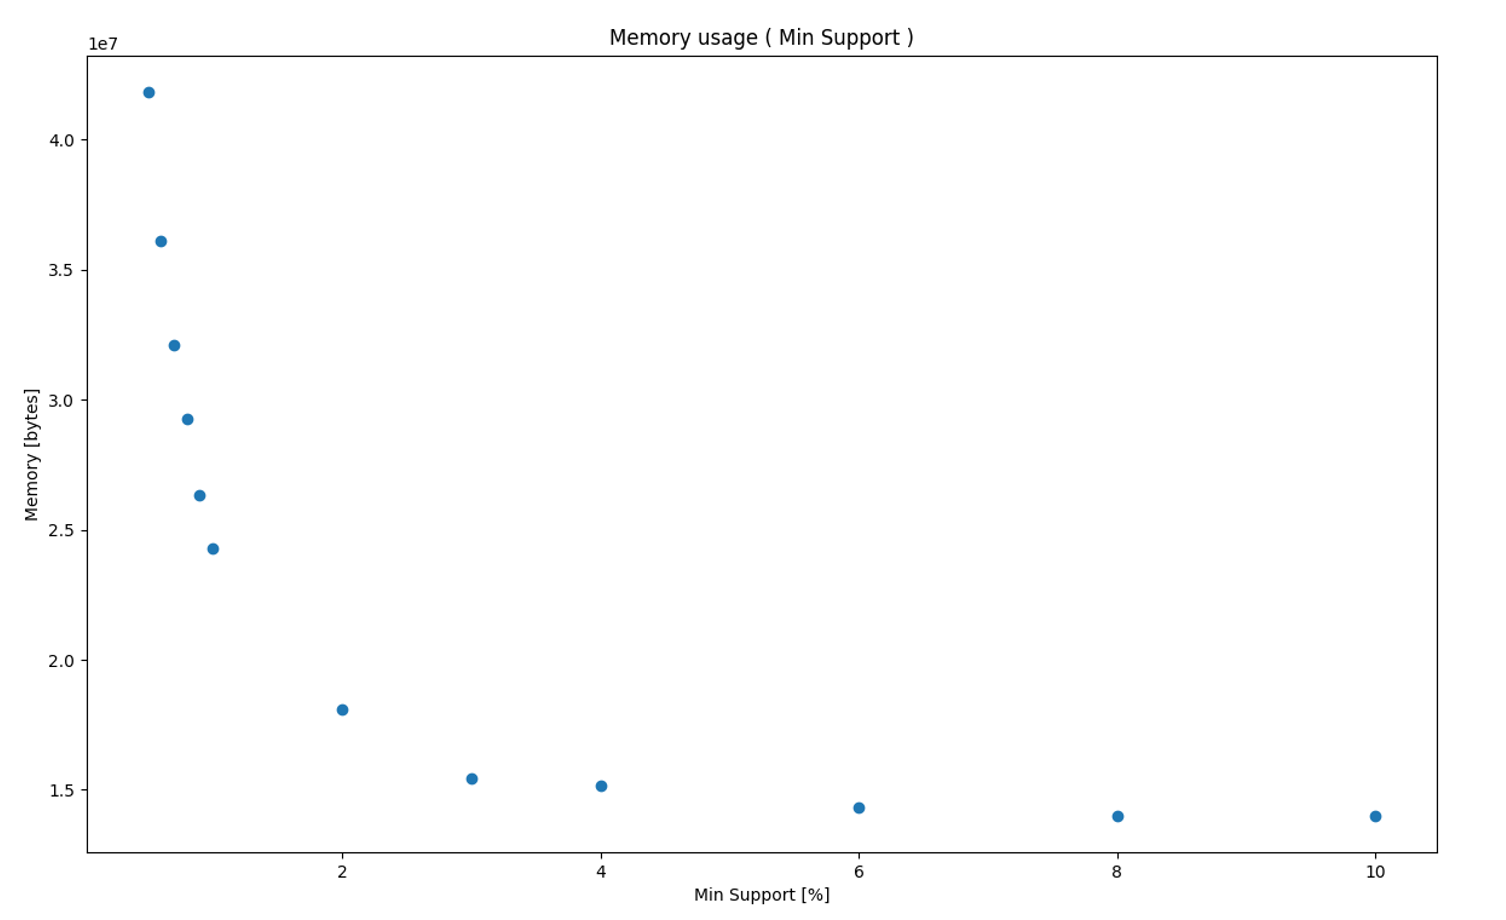 Memory usage ( Min Support )
1e7
4.0
3.5
3.0
2.5
2.0
1.5
Memory [bytes]
2 4 6 8 10
Min Support [%]